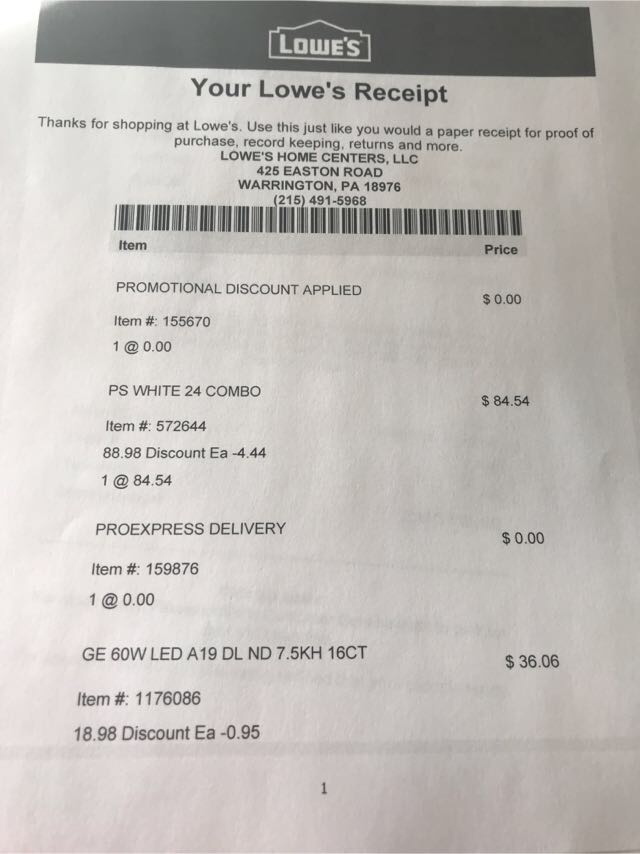 LOWE'S
Your Lowe's Receipt
Thanks for shopping at Lowe's. Use this just like you would a paper receipt for proof of
purchase, record keeping, returns and more.
LOWE'S HOME CENTERS, LLC
425 EASTON ROAD
WARRINGTON, PA 18976
(215) 491-5968
Item Price
PROMOTIONAL DISCOUNT APPLIED $ 0.00
Item #: 155670
1 @ 0.00
PS WHITE 24 COMBO $ 84.54
Item #: 572644
88.98 Discount Ea -4.44
1 @ 84.54
PROEXPRESS DELIVERY $ 0.00
Item #: 159876
1 @ 0.00
GE 60W LED A19 DL ND 7.5KH 16CT $ 36.06
Item #: 1176086
18.98 Discount Ea -0.95
1